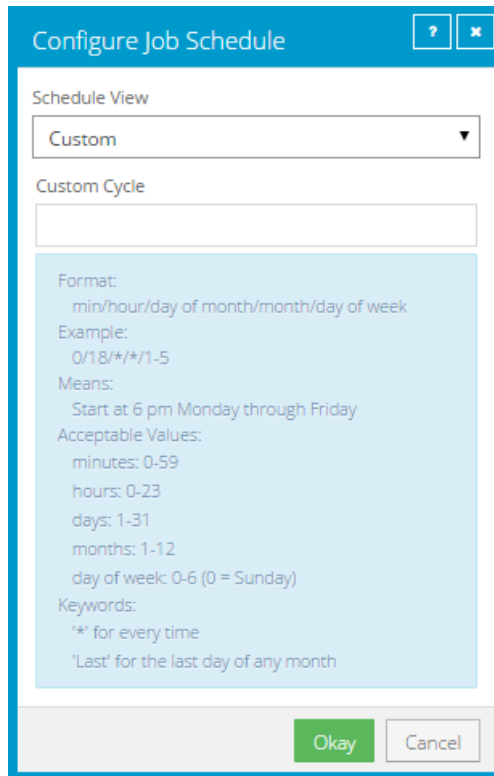 Configure Job Schedule ? ×
Schedule View
Custom
Custom Cycle
Format:
min/hour/day of month/month/day of week
Example:
0/18/*/*/1-5
Means:
Start at 6 pm Monday through Friday
Acceptable Values:
minutes: 0-59
hours: 0-23
days: 1-31
months: 1-12
day of week: 0-6 (0 = Sunday)
Keywords:
'*' for every time
'Last' for the last day of any month
Okay Cancel